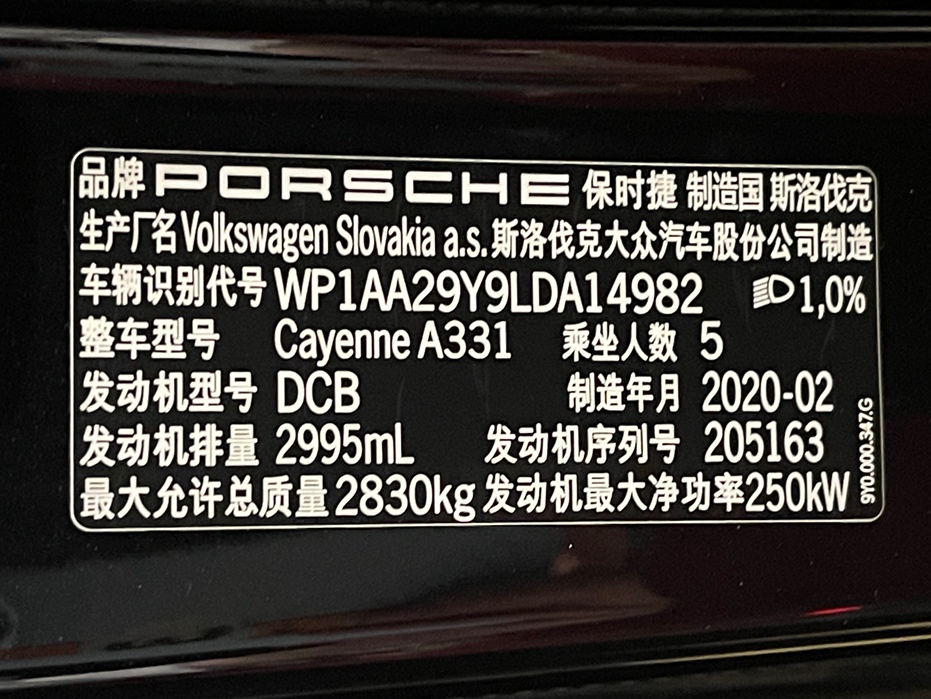 品牌 PORSCHE 保时捷 制造国 斯洛伐克
生产厂名 Volkswagen Slovakia a.s. 斯洛伐克大众汽车股份公司制造
车辆识别代号 WP1AA29Y9LDA14982 1,0%
整车型号 Cayenne A331 乘坐人数 5
发动机型号 DCB 制造年月 2020-02
发动机排量 2995mL 发动机序列号 205163
最大允许总质量 2830kg 发动机最大净功率 250kW
9Y0.000.347.G